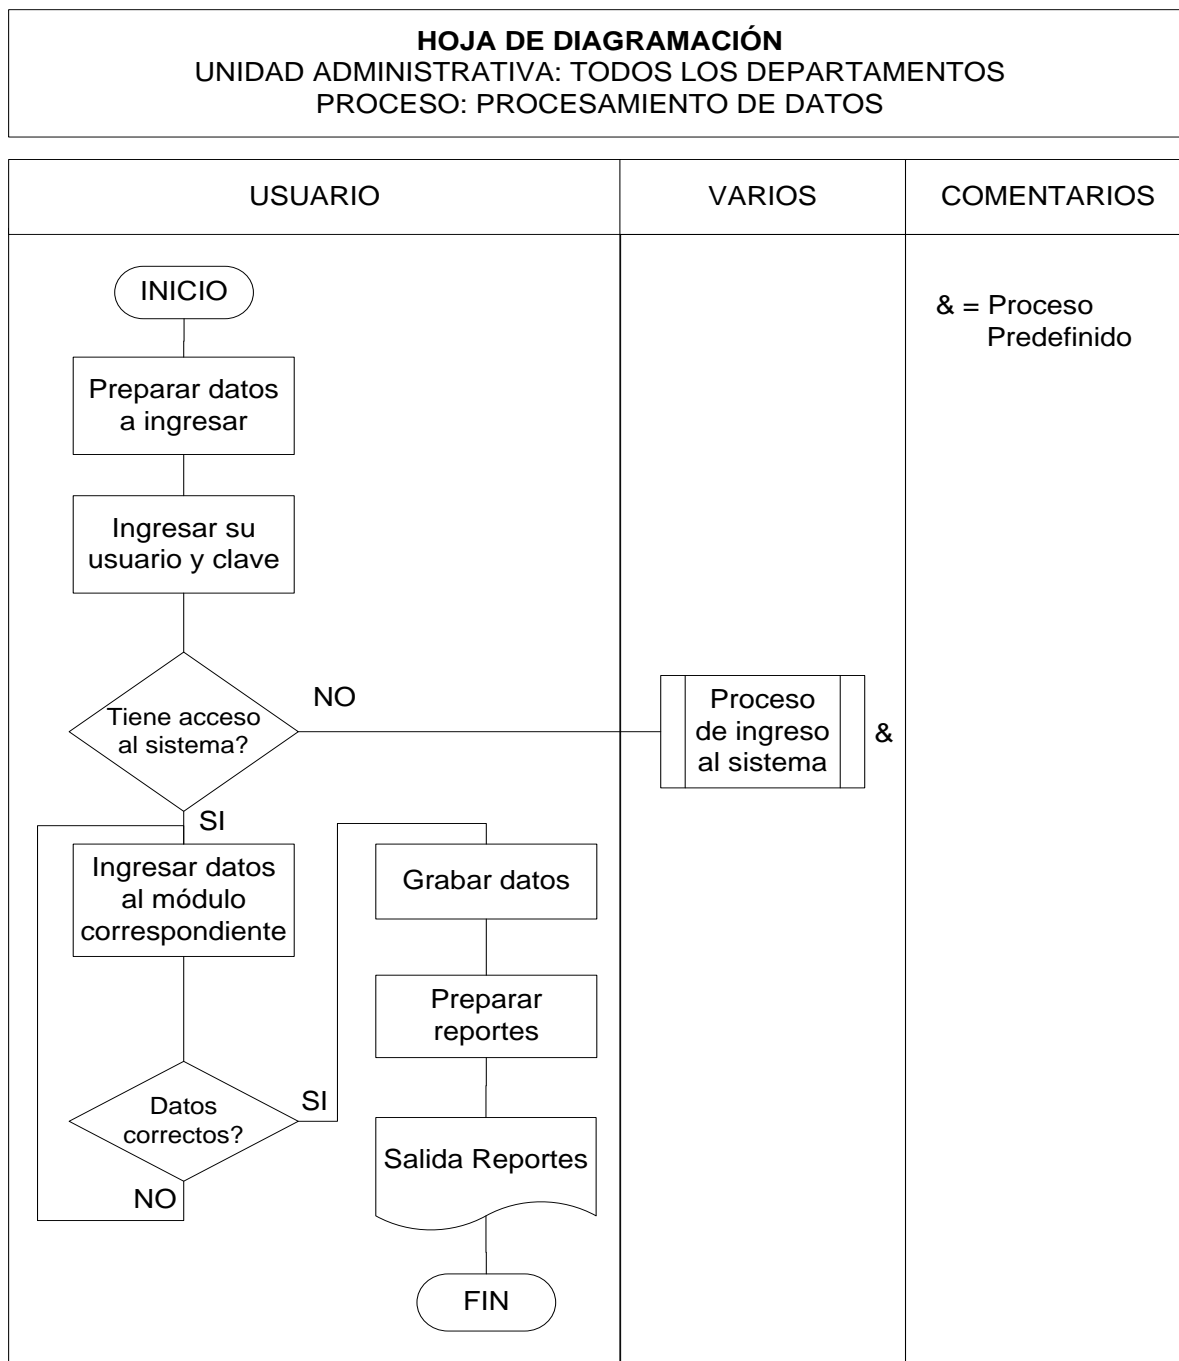 HOJA DE DIAGRAMACIÓN
UNIDAD ADMINISTRATIVA: TODOS LOS DEPARTAMENTOS
PROCESO: PROCESAMIENTO DE DATOS
USUARIO
VARIOS
COMENTARIOS
INICIO
& = Proceso
Predefinido
Preparar datos
a ingresar
Ingresar su
usuario y clave
Tiene acceso
al sistema?
NO
Proceso
de ingreso
al sistema
&
SI
Ingresar datos
al módulo
correspondiente
Datos
correctos?
NO
SI
Grabar datos
Preparar
reportes
Salida Reportes
FIN